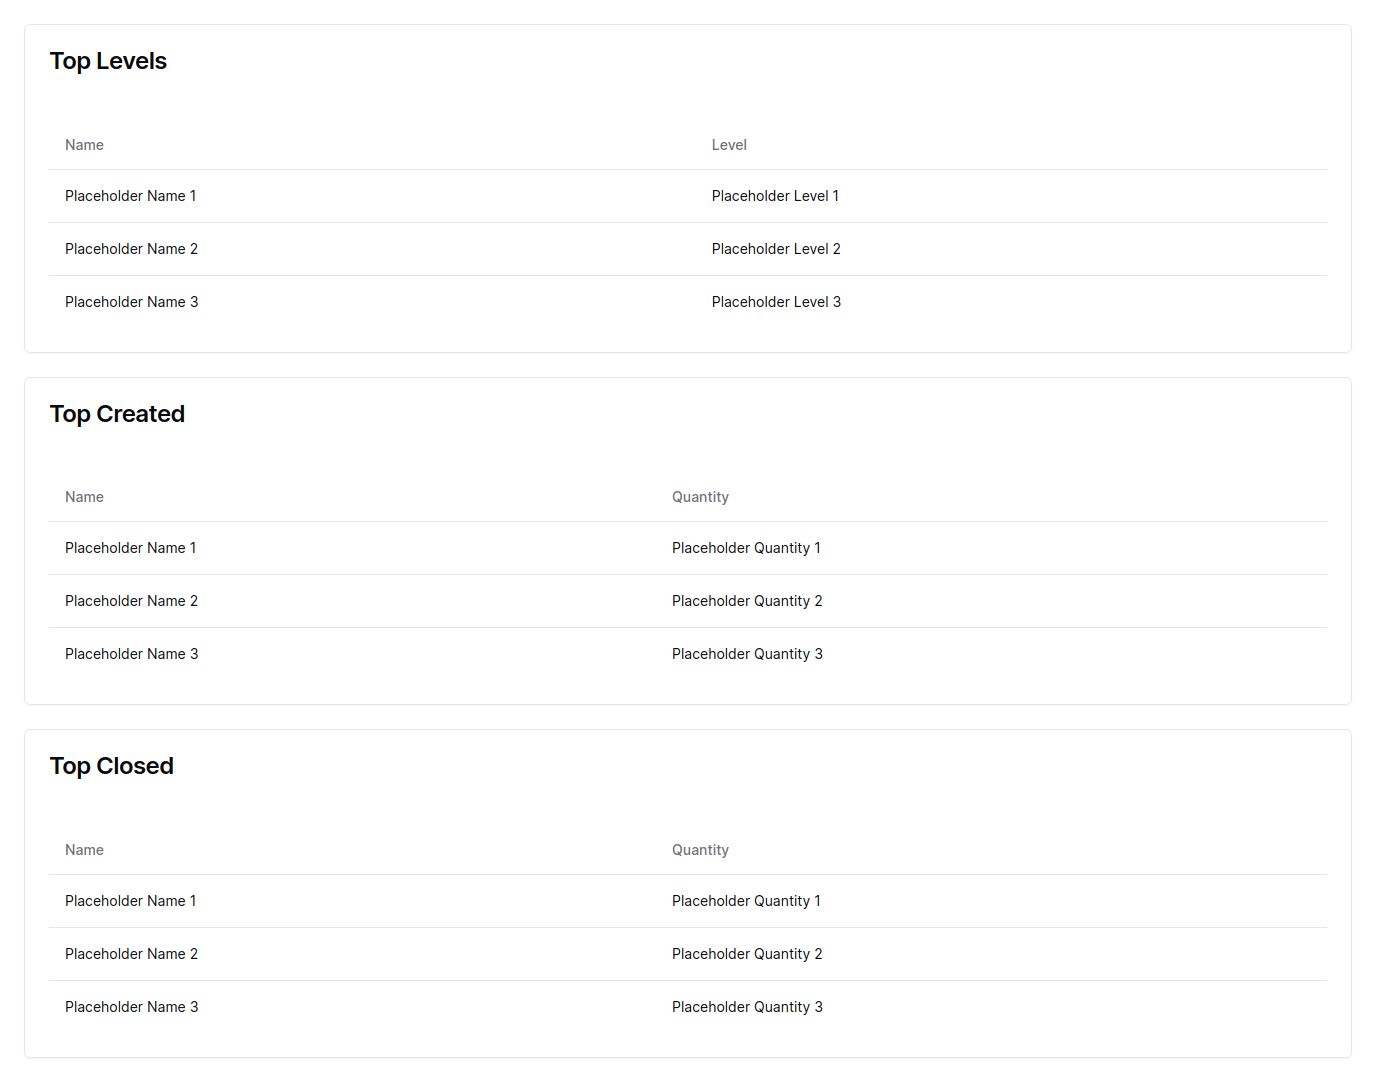 Top Levels
Name Level
Placeholder Name 1 Placeholder Level 1
Placeholder Name 2 Placeholder Level 2
Placeholder Name 3 Placeholder Level 3
Top Created
Name Quantity
Placeholder Name 1 Placeholder Quantity 1
Placeholder Name 2 Placeholder Quantity 2
Placeholder Name 3 Placeholder Quantity 3
Top Closed
Name Quantity
Placeholder Name 1 Placeholder Quantity 1
Placeholder Name 2 Placeholder Quantity 2
Placeholder Name 3 Placeholder Quantity 3